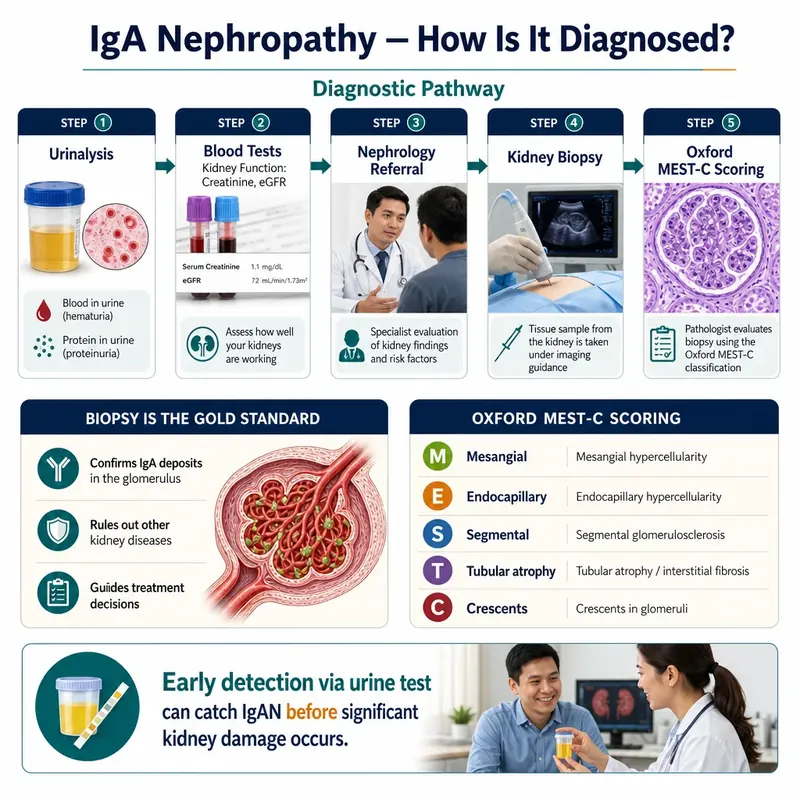 IgA Nephropathy – How Is It Diagnosed?
Diagnostic Pathway
STEP 1
Urinalysis
Blood in urine
(hematuria)
Protein in urine
(proteinuria)
STEP 2
Blood Tests
Kidney Function:
Creatinine, eGFR
Serum Creatinine 1.1 mg/dL
eGFR 72 mL/min/1.73m²
Assess how well
your kidneys
are working
STEP 3
Nephrology
Referral
Specialist evaluation
of kidney findings
and risk factors
STEP 4
Kidney Biopsy
Tissue sample from
the kidney is taken
under imaging
guidance
STEP 5
Oxford
MEST-C Scoring
Pathologist evaluates
biopsy using the
Oxford MEST-C
classification
BIOPSY IS THE GOLD STANDARD
Confirms IgA deposits
in the glomerulus
Rules out other
kidney diseases
Guides treatment
decisions
OXFORD MEST-C SCORING
M Mesangial Mesangial hypercellularity
E Endocapillary Endocapillary hypercellularity
S Segmental Segmental glomerulosclerosis
T Tubular atrophy Tubular atrophy / interstitial fibrosis
C Crescents Crescents in glomeruli
Early detection via urine test
can catch IgAN before significant
kidney damage occurs.